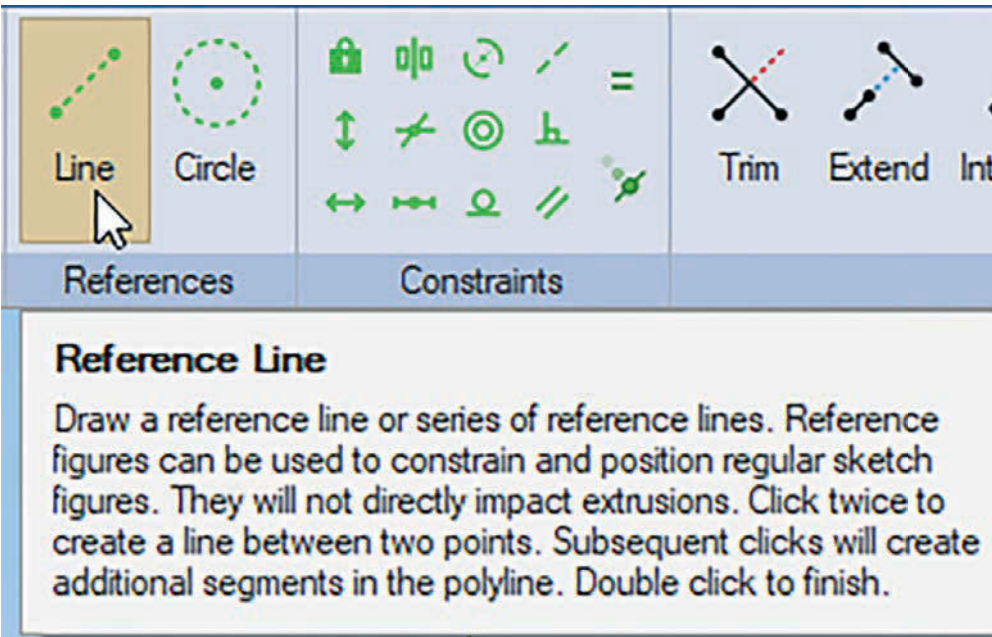 Line Circle Trim Extend Int
References Constraints
Reference Line
Draw a reference line or series of reference lines. Reference
figures can be used to constrain and position regular sketch
figures. They will not directly impact extrusions. Click twice to
create a line between two points. Subsequent clicks will create
additional segments in the polyline. Double click to finish.